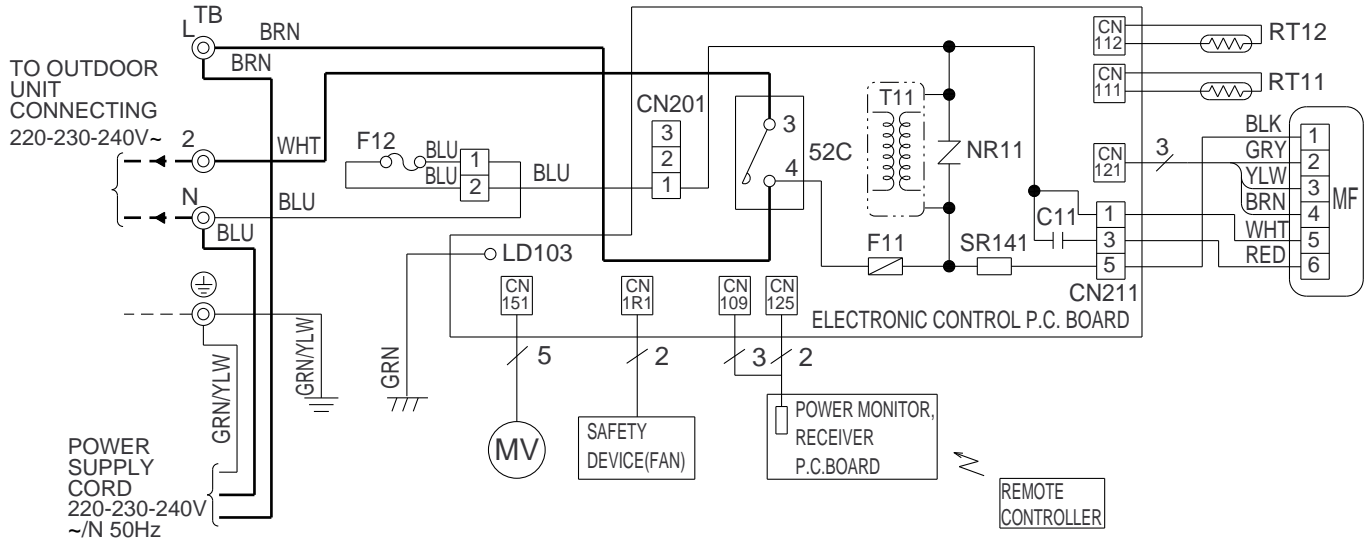 TB
L
BRN
BRN
TO OUTDOOR
UNIT
CONNECTING
220-230-240V~
2
WHT
N
BLU
BLU
F12
BLU
BLU
1
2
BLU
CN201
3
2
1
3
4
52C
T11
NR11
F11
SR141
C11
1
3
5
CN211
CN
112
RT12
CN
111
RT11
CN
121
3
BLK
GRY
YLW
BRN
WHT
RED
1
2
3
4
5
6
MF
LD103
CN
151
CN
1R1
CN
109
CN
125
ELECTRONIC CONTROL P.C. BOARD
5
2
3
2
GRN/YLW
GRN/YLW
GRN
MV
SAFETY
DEVICE(FAN)
POWER MONITOR,
RECEIVER
P.C.BOARD
REMOTE
CONTROLLER
POWER
SUPPLY
CORD
220-230-240V
~/N 50Hz